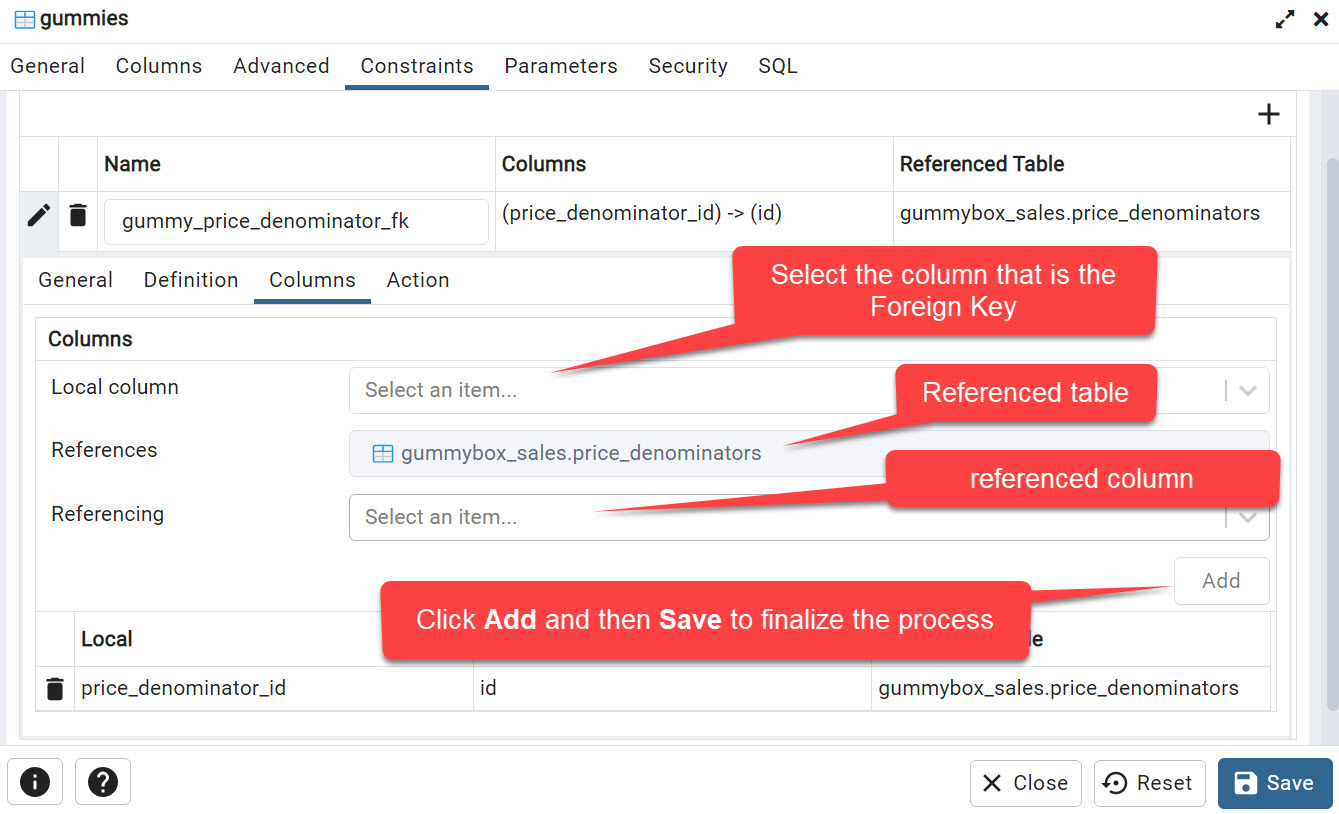 gummies
General Columns Advanced Constraints Parameters Security SQL
Name Columns Referenced Table
gummy_price_denominator_fk (price_denominator_id) -> (id) gummybox_sales.price_denominators
General Definition Columns Action
Select the column that is the
Foreign Key
Columns
Local column Select an item...
Referenced table
References gummybox_sales.price_denominators
referenced column
Referencing Select an item...
Add
Click Add and then Save to finalize the process
Local
price_denominator_id id gummybox_sales.price_denominators
Close Reset Save